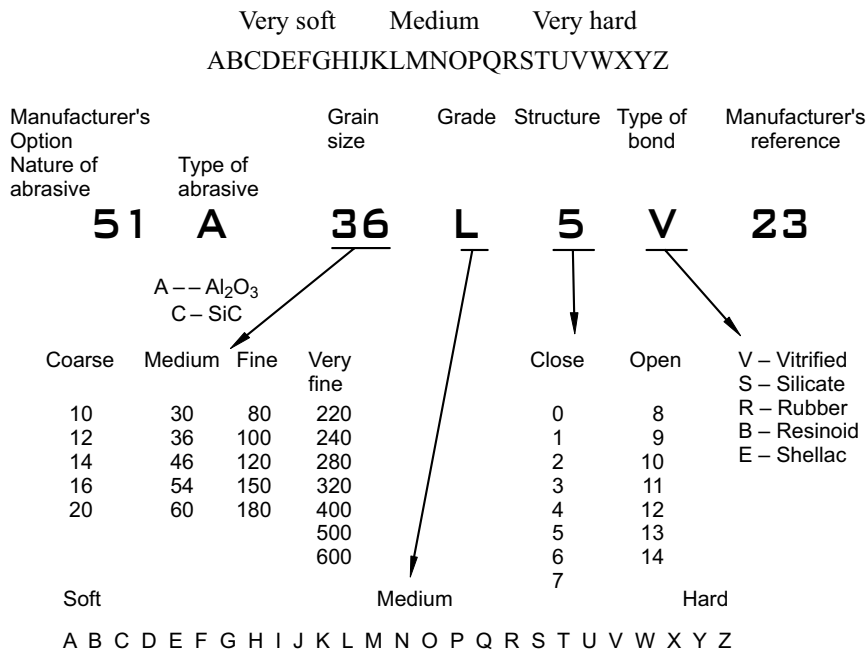 Very soft Medium Very hard
ABCDEFGHIJKLMNOPQRSTUVWXYZ
Manufacturer's Grain Grade Structure Type of Manufacturer's
Option size bond reference
Nature of Type of
abrasive abrasive
51 A 36 L 5 V 23
A – – Al₂O₃
C – SiC
Coarse Medium Fine Very Close Open V – Vitrified
fine S – Silicate
10 30 80 220 0 8 R – Rubber
12 36 100 240 1 9 B – Resinoid
14 46 120 280 2 10 E – Shellac
16 54 150 320 3 11
20 60 180 400 4 12
500 5 13
600 6 14
7
Soft Medium Hard
A B C D E F G H I J K L M N O P Q R S T U V W X Y Z